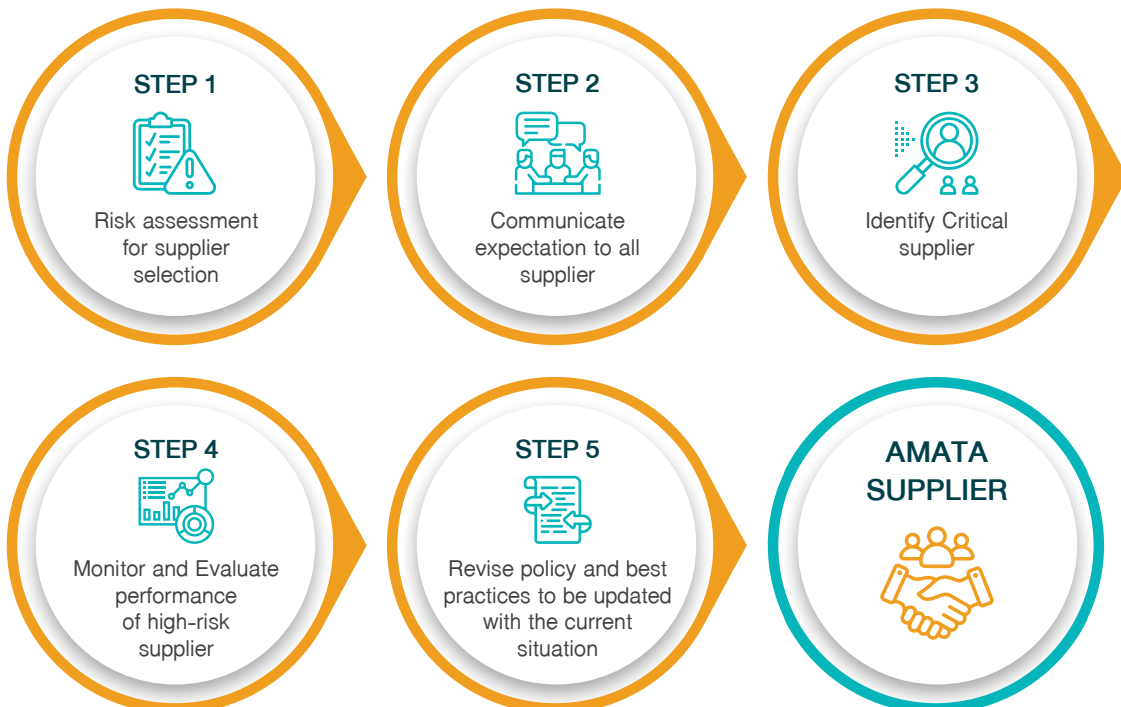 STEP 1
Risk assessment
for supplier
selection
STEP 2
Communicate
expectation to all
supplier
STEP 3
Identify Critical
supplier
STEP 4
Monitor and Evaluate
performance
of high-risk
supplier
STEP 5
Revise policy and best
practices to be updated
with the current
situation
AMATA
SUPPLIER